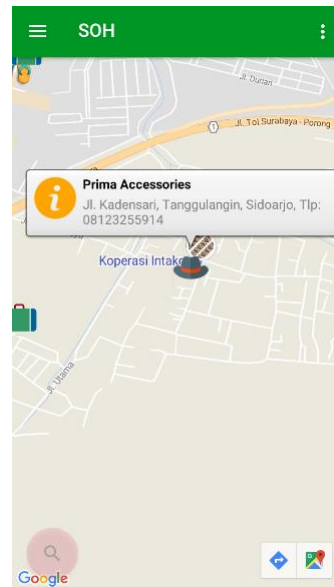 SOH
Jl. Durian
1
Jl. Tol Surabaya - Porong
i
Prima Accessories
Jl. Kadensari, Tanggulangin, Sidoarjo, Tlp:
08123255914
Koperasi Intako
Jl. Utama
Google